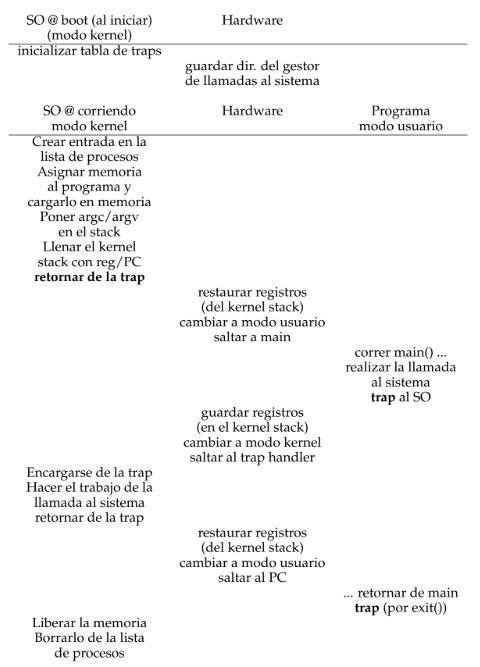 SO @ boot (al iniciar) Hardware
(modo kernel)
inicializar tabla de traps
guardar dir. del gestor
de llamadas al sistema
SO @ corriendo Hardware Programa
modo kernel modo usuario
Crear entrada en la
lista de procesos
Asignar memoria
al programa y
cargarlo en memoria
Poner argc/argv
en el stack
Llenar el kernel
stack con reg/PC
retornar de la trap
restaurar registros
(del kernel stack)
cambiar a modo usuario
saltar a main
correr main() ...
realizar la llamada
al sistema
trap al SO
guardar registros
(en el kernel stack)
cambiar a modo kernel
saltar al trap handler
Encargarse de la trap
Hacer el trabajo de la
llamada al sistema
retornar de la trap
restaurar registros
(del kernel stack)
cambiar a modo usuario
saltar al PC
... retornar de main
trap (por exit())
Liberar la memoria
Borrarlo de la lista
de procesos